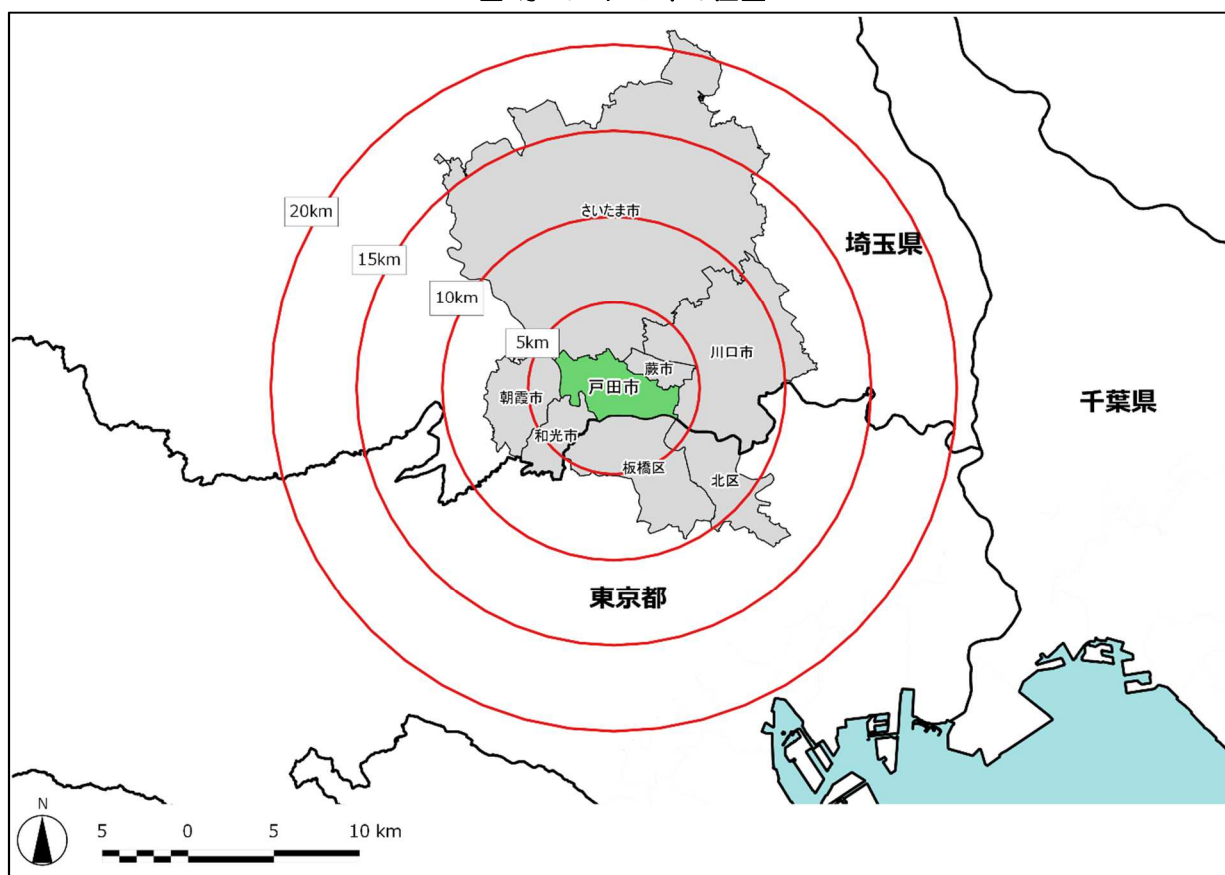 さいたま市
20km
埼玉県
15km
10km
5km
川口市
蕨市
戸田市
朝霞市
千葉県
和光市
板橋区
北区
東京都
N
5 0 5 10 km